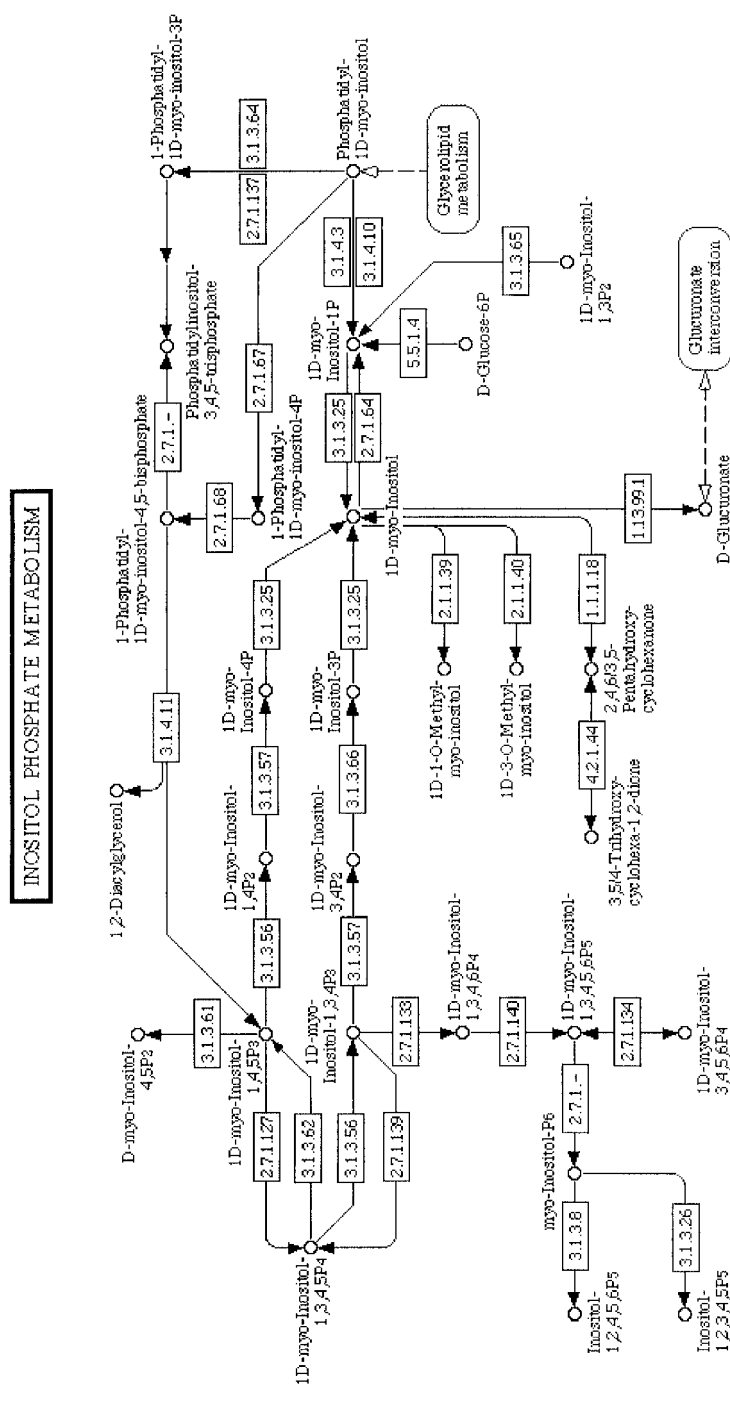 INOSITOL PHOSPHATE METABOLISM
D-myo-Inositol-
4,5P2
3.1.3.61
1,2-Diacylglycerol
3.1.4.11
1-Phosphatidyl-
1D-myo-inositol-4,5-bisphosphate
2.7.1.-
Phosphatidylinositol-
3,4,5-trisphosphate
1-Phosphatidyl-
1D-myo-inositol-3P
2.7.1.137
3.1.3.64
2.7.1.68
2.7.1.67
1-Phosphatidyl-
1D-myo-inositol-4P
1D-myo-Inositol-
1,4,5P3
2.7.1.127
3.1.3.62
3.1.3.56
1D-myo-Inositol-
1,4P2
3.1.3.57
1D-myo-
Inositol-4P
3.1.3.25
1D-myo-Inositol-
1,3,4,5P4
3.1.3.56
2.7.1.139
1D-myo-
Inositol-1,3,4P3
3.1.3.57
1D-myo-Inositol-
3,4P2
3.1.3.66
1D-myo-
Inositol-3P
3.1.3.25
1D-myo-Inositol
3.1.3.25
2.7.1.64
1D-myo-
Inositol-1P
3.1.4.3
3.1.4.10
Phosphatidyl-
1D-myo-inositol
Glycerolipid
metabolism
5.5.1.4
D-Glucose-6P
3.1.3.65
1D-myo-Inositol-
1,3P2
2.7.1.133
1D-myo-Inositol-
1,3,4,6P4
2.7.1.140
1D-myo-Inositol-
1,3,4,5,6P5
2.7.1.134
1D-myo-Inositol-
3,4,5,6P4
2.7.1.-
myo-Inositol-P6
3.1.3.8
Inositol-
1,2,4,5,6P5
3.1.3.26
Inositol-
1,2,3,4,5P5
2.1.1.39
1D-1-O-Methyl-
myo-inositol
2.1.1.40
1D-3-O-Methyl-
myo-inositol
1.1.1.18
2,4,6/3,5-
Pentahydroxy-
cyclohexanone
4.2.1.44
3,5/4-Trihydroxy-
cyclohexa-1,2-dione
1.13.99.1
D-Glucuronate
Glucuronate
interconversion